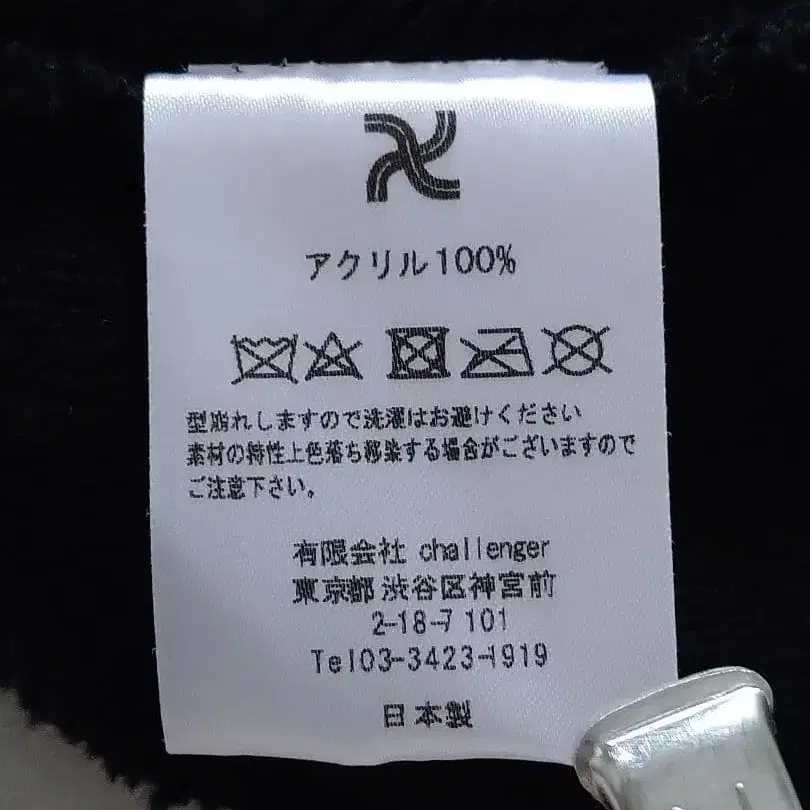 アクリル100%
型崩れしますので洗濯はお避けください
素材の特性上色落ち移染する場合がございますので
ご注意下さい。
有限会社 challenger
東京都 渋谷区神宮前
2-18-7 101
Tel03-3423-1919
日本製